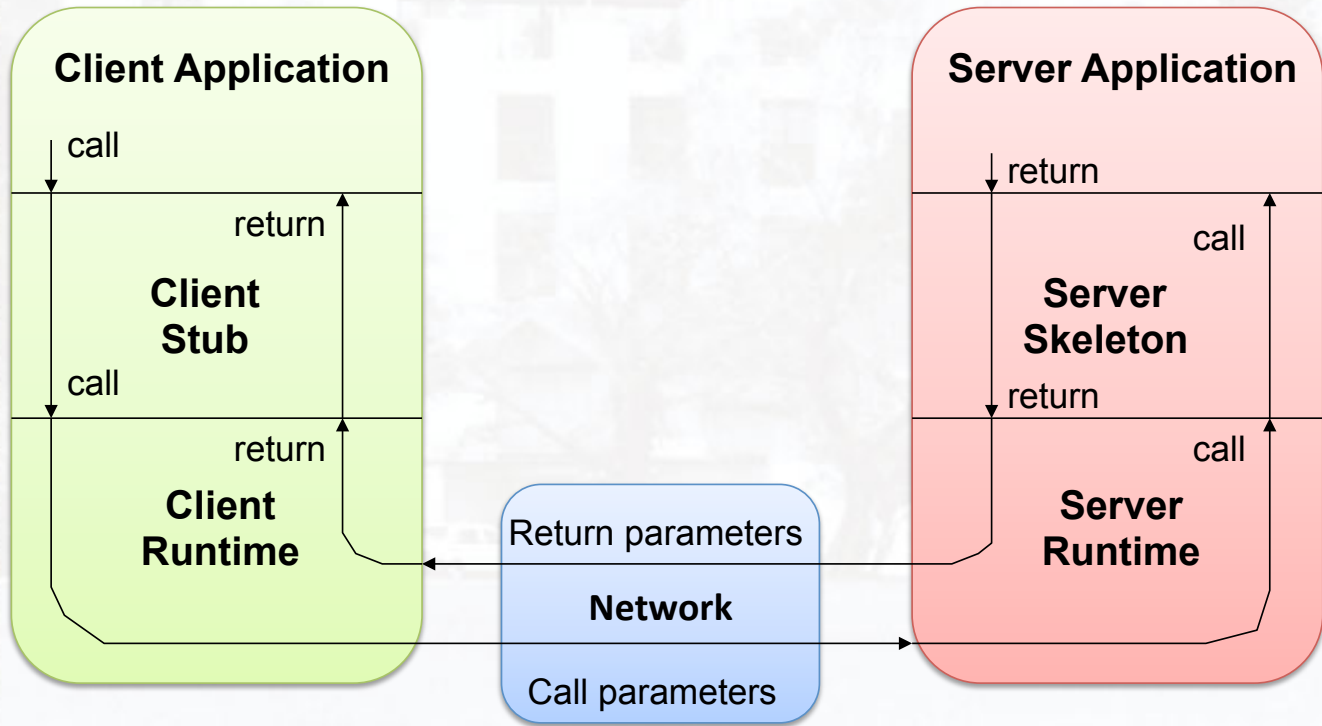 Client Application
call
return
Client
Stub
call
return
Client
Runtime
Return parameters
Network
Call parameters
Server Application
return
call
Server
Skeleton
return
call
Server
Runtime